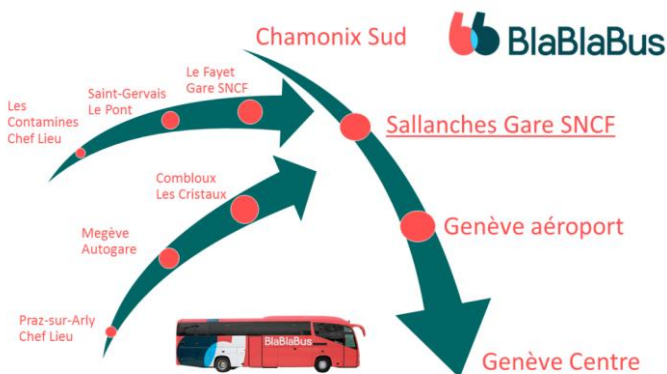 Chamonix Sud
BlaBlaBus
Le Fayet
Gare SNCF
Saint-Gervais
Le Pont
Les
Contamines
Chef Lieu
Sallanches Gare SNCF
Combloux
Les Cristaux
Megève
Autogare
Genève aéroport
Praz-sur-Arly
Chef Lieu
BlaBlaBus
Genève Centre